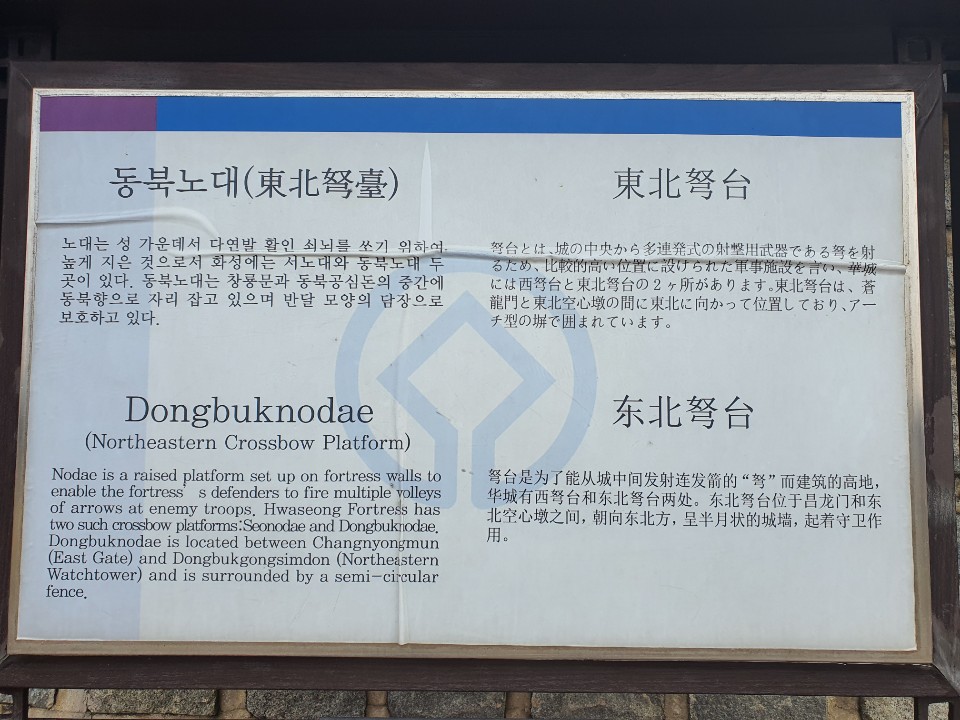 동북노대(東北弩臺)
노대는 성 가운데서 다연발 활인 쇠뇌를 쏘기 위하여
높게 지은 것으로서 화성에는 서노대와 동북노대 두
곳이 있다. 동북노대는 창룡문과 동북공심돈의 중간에
동북향으로 자리 잡고 있으며 반달 모양의 담장으로
보호하고 있다.
東北弩台
弩台とは、城の中央から多連発式の射撃用武器である弩を射
るため、比較的高い位置に設けられた軍事施設を言い、華城
には西弩台と東北弩台の2ヶ所があります。東北弩台は、蒼
龍門と東北空心墩の間に東北に向かって位置しており、アー
チ型の塀で囲まれています。
Dongbuknodae
(Northeastern Crossbow Platform)
Nodae is a raised platform set up on fortress walls to
enable the fortress's defenders to fire multiple volleys
of arrows at enemy troops. Hwaseong Fortress has
two such crossbow platforms:Seonodae and Dongbuknodae.
Dongbuknodae is located between Changnyongmun
(East Gate) and Dongbukgongsimdon (Northeastern
Watchtower) and is surrounded by a semi-circular
fence.
东北弩台
弩台是为了能从城中间发射连发箭的“弩”而建筑的高地，
华城有西弩台和东北弩台两处。东北弩台位于昌龙门和东
北空心墩之间，朝向东北方，呈半月状的城墙，起着守卫作
用。